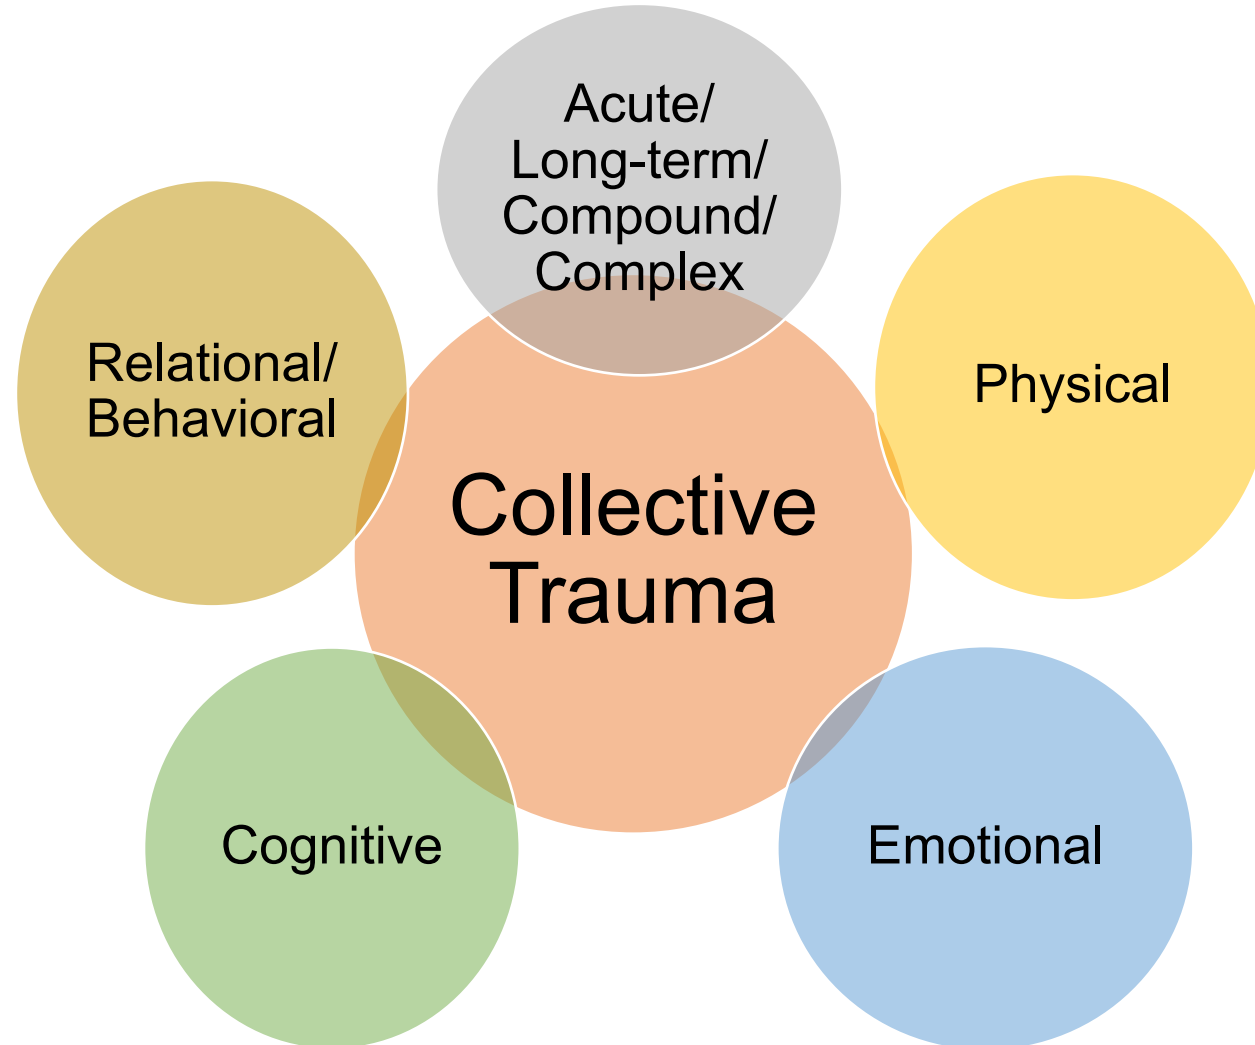 Acute/
Long-term/
Compound/
Complex
Relational/
Behavioral
Physical
Collective
Trauma
Cognitive
Emotional